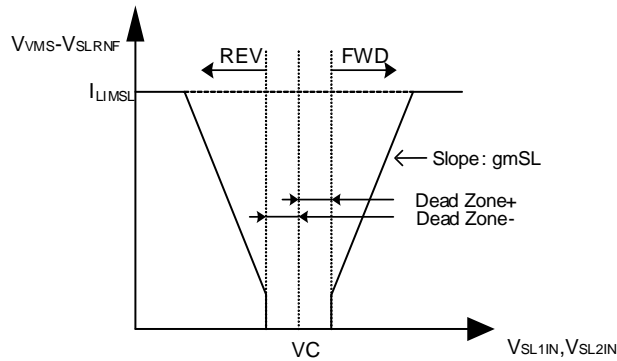 VVMS-VSLRNF
REV
FWD
ILIMSL
Slope: gmSL
Dead Zone+
Dead Zone-
VC
VSL1IN,VSL2IN